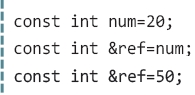 const int num=20;
const int &ref=num;
const int &ref=50;